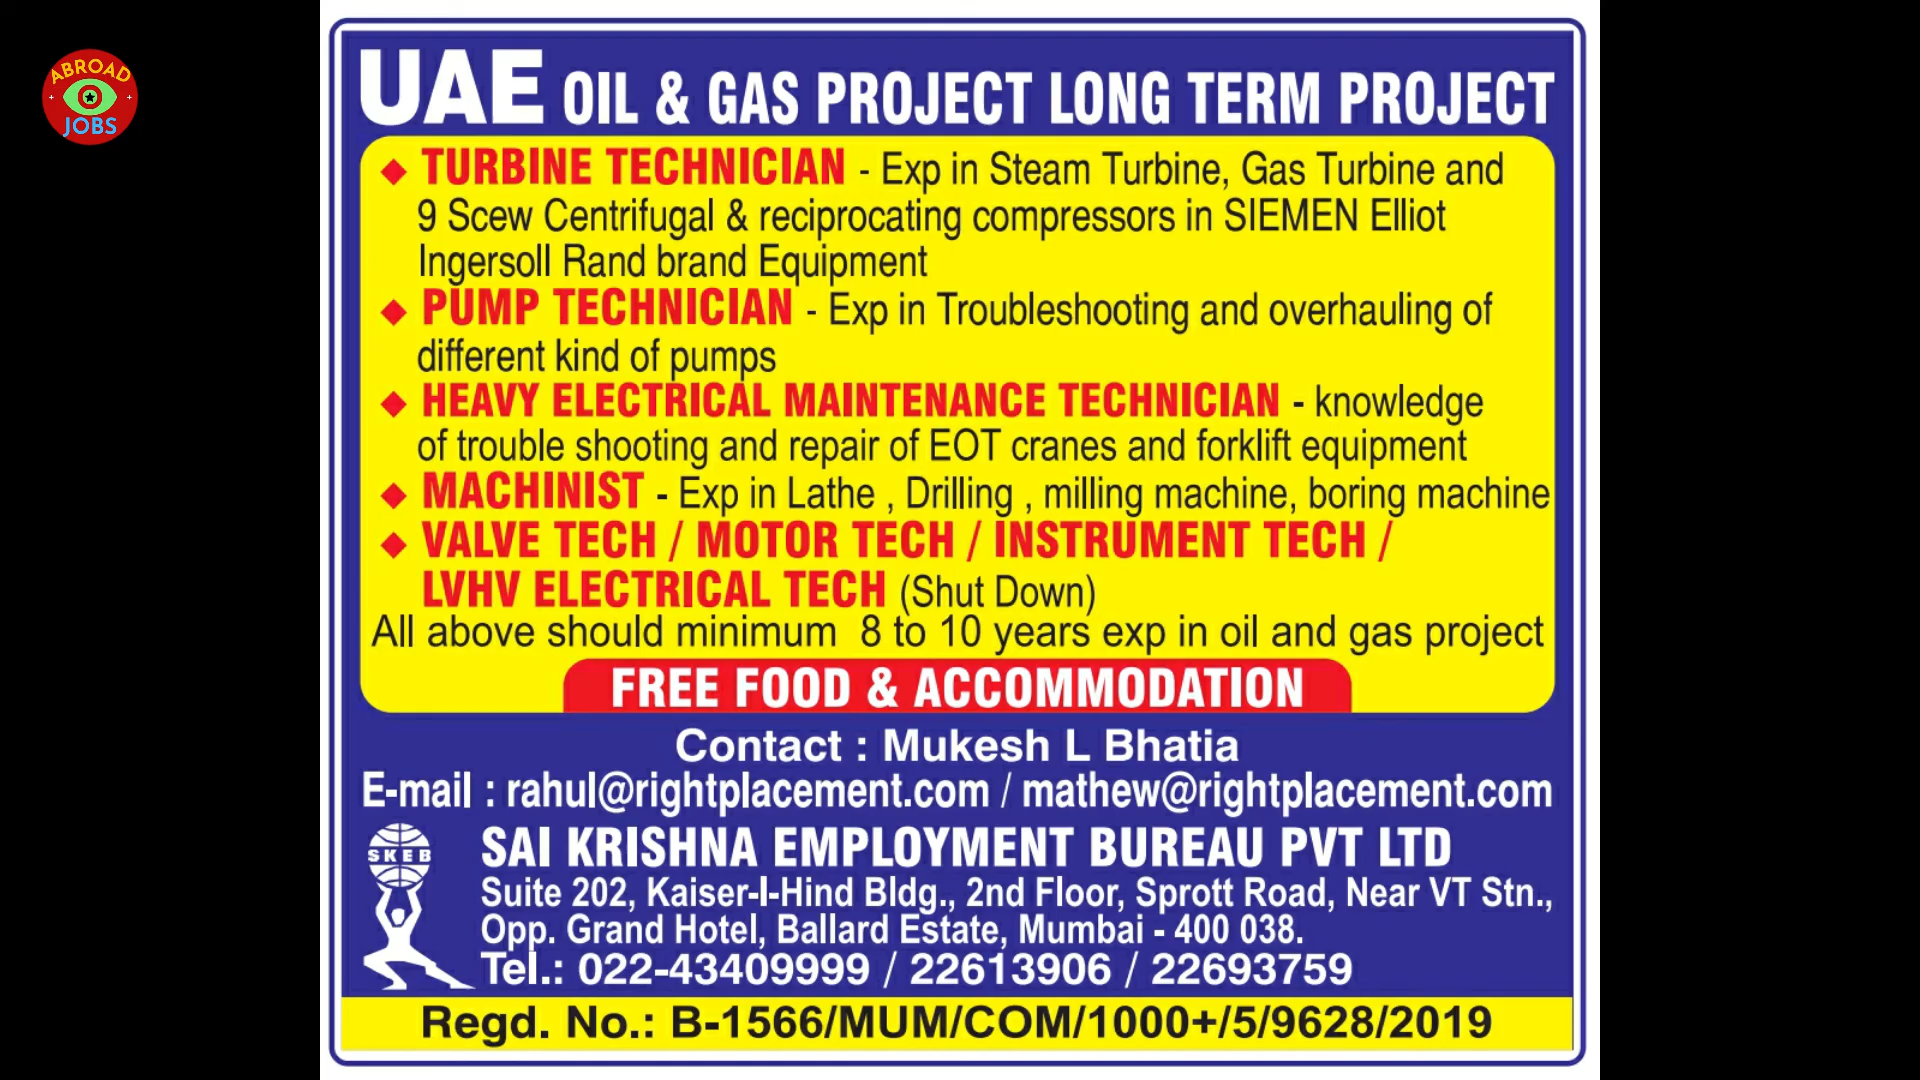 ABROAD
JOBS
UAE OIL & GAS PROJECT LONG TERM PROJECT
◆ TURBINE TECHNICIAN - Exp in Steam Turbine, Gas Turbine and
9 Scew Centrifugal & reciprocating compressors in SIEMEN Elliot
Ingersoll Rand brand Equipment
◆ PUMP TECHNICIAN - Exp in Troubleshooting and overhauling of
different kind of pumps
◆ HEAVY ELECTRICAL MAINTENANCE TECHNICIAN - knowledge
of trouble shooting and repair of EOT cranes and forklift equipment
◆ MACHINIST - Exp in Lathe , Drilling , milling machine, boring machine
◆ VALVE TECH / MOTOR TECH / INSTRUMENT TECH /
LVHV ELECTRICAL TECH (Shut Down)
All above should minimum 8 to 10 years exp in oil and gas project
FREE FOOD & ACCOMMODATION
Contact : Mukesh L Bhatia
E-mail : rahul@rightplacement.com / mathew@rightplacement.com
SKEB
SAI KRISHNA EMPLOYMENT BUREAU PVT LTD
Suite 202, Kaiser-I-Hind Bldg., 2nd Floor, Sprott Road, Near VT Stn.,
Opp. Grand Hotel, Ballard Estate, Mumbai - 400 038.
Tel.: 022-43409999 / 22613906 / 22693759
Regd. No.: B-1566/MUM/COM/1000+/5/9628/2019